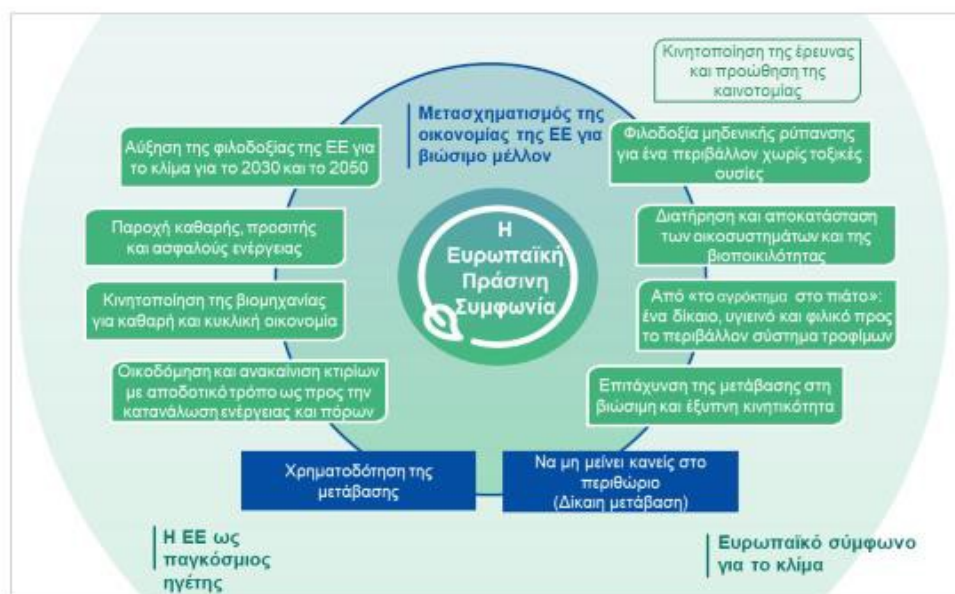 Κινητοποίηση της έρευνας
και προώθηση της
καινοτομίας
Μετασχηματισμός της
οικονομίας της ΕΕ για
βιώσιμο μέλλον
Αύξηση της φιλοδοξίας της ΕΕ για
το κλίμα για το 2030 και το 2050
Φιλοδοξία μηδενικής ρύπανσης
για ένα περιβάλλον χωρίς τοξικές
ουσίες
Παροχή καθαρής, προσιτής
και ασφαλούς ενέργειας
Η
Ευρωπαϊκή
Πράσινη
Συμφωνία
Διατήρηση και αποκατάσταση
των οικοσυστημάτων και της
βιοποικιλότητας
Κινητοποίηση της βιομηχανίας
για καθαρή και κυκλική οικονομία
Από «το αγρόκτημα στο πιάτο»:
ένα δίκαιο, υγιεινό και φιλικό προς
το περιβάλλον σύστημα τροφίμων
Οικοδόμηση και ανακαίνιση κτιρίων
με αποδοτικό τρόπο ως προς την
κατανάλωση ενέργειας και πόρων
Επιτάχυνση της μετάβασης στη
βιώσιμη και έξυπνη κινητικότητα
Χρηματοδότηση της
μετάβασης
Να μη μείνει κανείς στο
περιθώριο
(Δίκαιη μετάβαση)
Η ΕΕ ως
παγκόσμιος
ηγέτης
Ευρωπαϊκό σύμφωνο
για το κλίμα